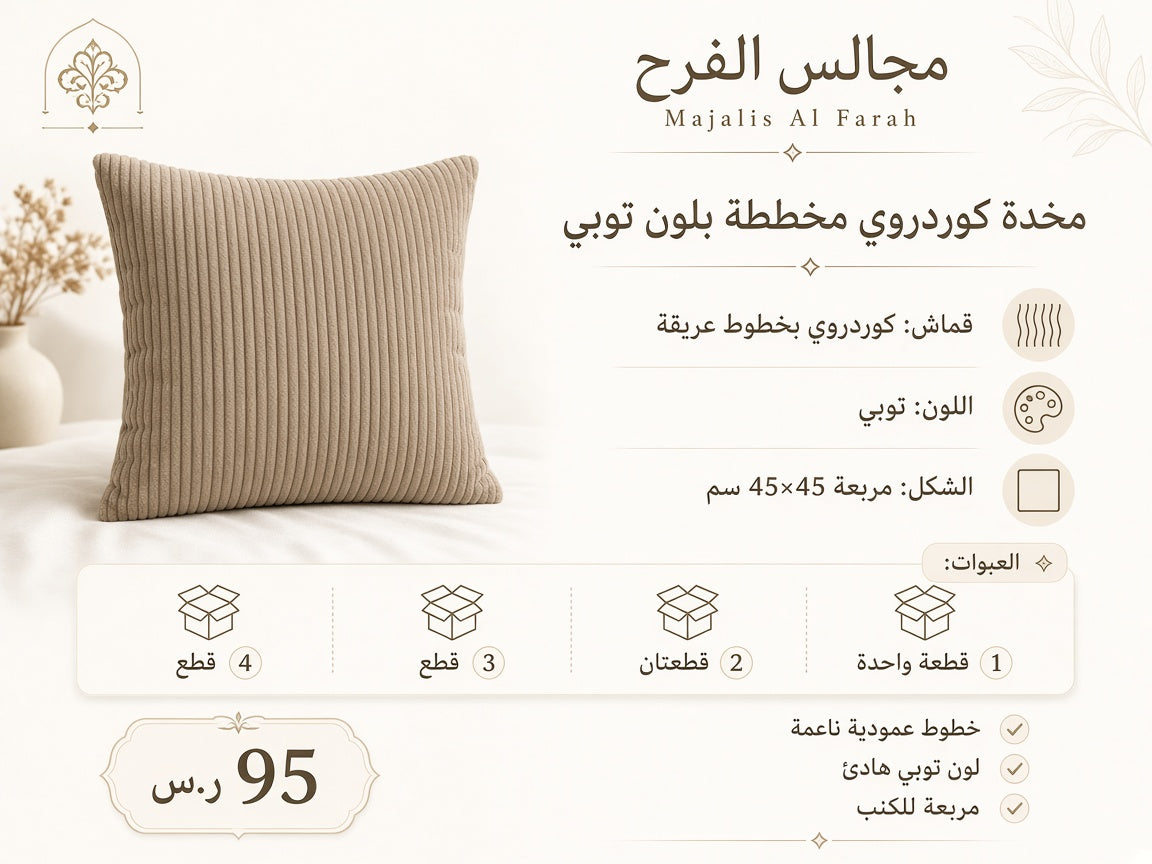 مجالس الفرح
Majalis Al Farah
مخدة كوردروي مخططة بلون توبي
قماش: كوردروي بخطوط عريقة
اللون: توبي
الشكل: مربعة 45×45 سم
العبوات:
1 قطعة واحدة
2 قطعتان
3 قطع
4 قطع
خطوط عمودية ناعمة
لون توبي هادئ
مربعة للكنب
95 ر.س